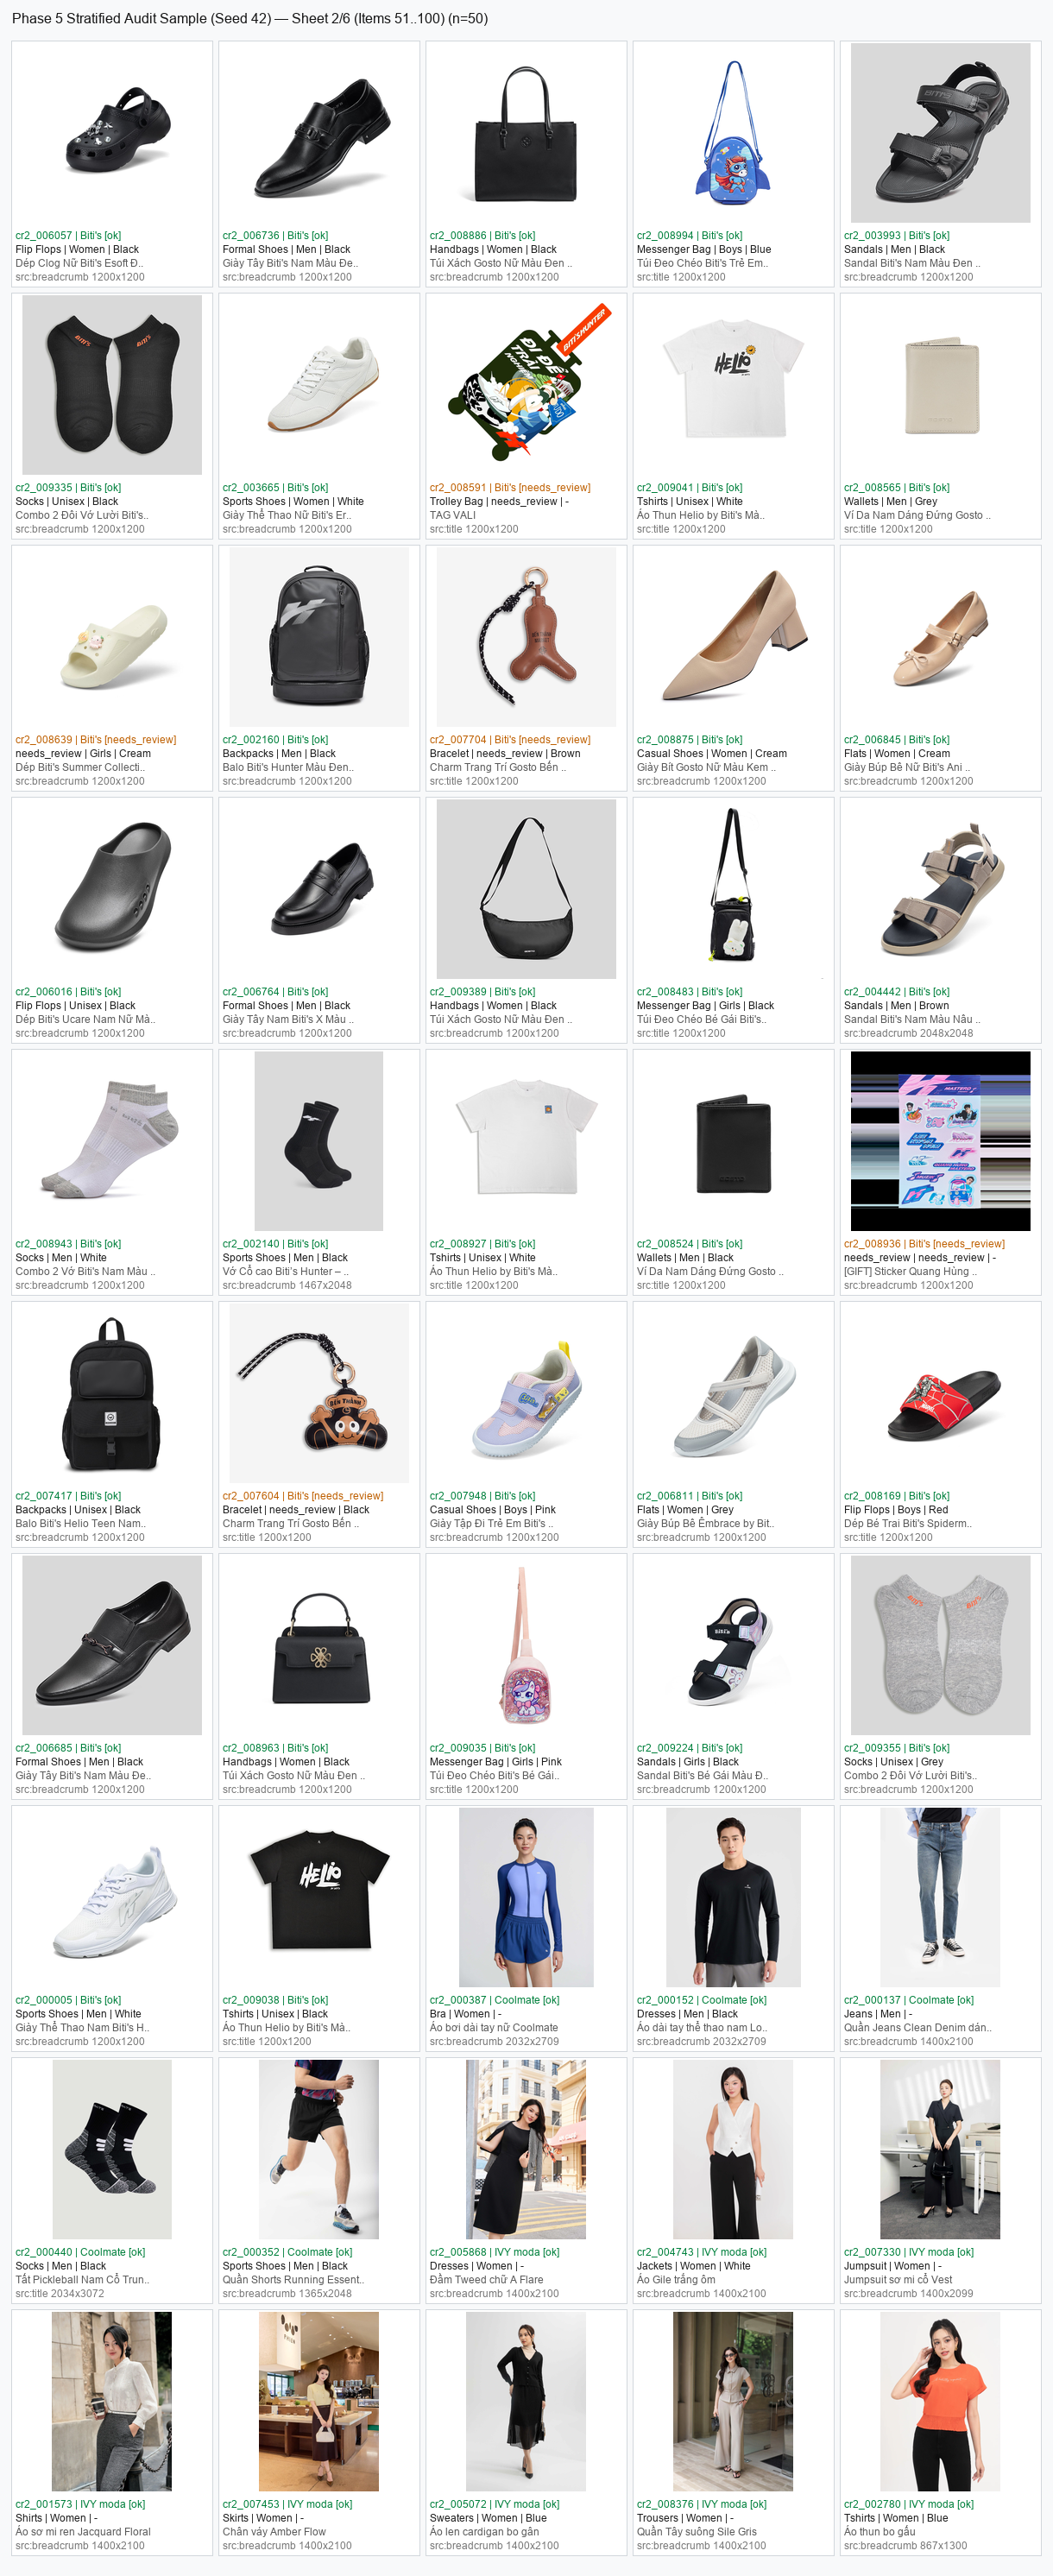 Phase 5 Stratified Audit Sample (Seed 42) — Sheet 2/6 (Items 51..100) (n=50)
cr2_006057 | Biti's [ok]
Flip Flops | Women | Black
Dép Clog Nữ Biti's Esoft Đ..
src:breadcrumb 1200x1200
cr2_006736 | Biti's [ok]
Formal Shoes | Men | Black
Giày Tây Biti's Nam Màu Đe..
src:breadcrumb 1200x1200
cr2_008886 | Biti's [ok]
Handbags | Women | Black
Túi Xách Gosto Nữ Màu Đen ..
src:breadcrumb 1200x1200
cr2_008994 | Biti's [ok]
Messenger Bag | Boys | Blue
Túi Đeo Chéo Biti's Trẻ Em..
src:title 1200x1200
cr2_003993 | Biti's [ok]
Sandals | Men | Black
Sandal Biti's Nam Màu Đen ..
src:breadcrumb 1200x1200
Biti's
Biti's
cr2_009335 | Biti's [ok]
Socks | Unisex | Black
Combo 2 Đôi Vớ Lười Biti's..
src:breadcrumb 1200x1200
cr2_003665 | Biti's [ok]
Sports Shoes | Women | White
Giày Thể Thao Nữ Biti's Er..
src:breadcrumb 1200x1200
BITI'S HUNTER
ĐI ĐỂ
TRẢI
NGHIỆM
cr2_008591 | Biti's [needs_review]
Trolley Bag | needs_review | -
TAG VALI
src:title 1200x1200
HELIO
cr2_009041 | Biti's [ok]
Tshirts | Unisex | White
Áo Thun Helio by Biti's Mà..
src:title 1200x1200
cr2_008565 | Biti's [ok]
Wallets | Men | Grey
Ví Da Nam Dáng Đứng Gosto ..
src:title 1200x1200
cr2_008639 | Biti's [needs_review]
needs_review | Girls | Cream
Dép Biti's Summer Collecti..
src:breadcrumb 1200x1200
cr2_002160 | Biti's [ok]
Backpacks | Men | Black
Balo Biti's Hunter Màu Đen..
src:breadcrumb 1200x1200
cr2_007704 | Biti's [needs_review]
Bracelet | needs_review | Brown
Charm Trang Trí Gosto Bến ..
src:title 1200x1200
cr2_008875 | Biti's [ok]
Casual Shoes | Women | Cream
Giày Bít Gosto Nữ Màu Kem ..
src:breadcrumb 1200x1200
cr2_006845 | Biti's [ok]
Flats | Women | Cream
Giày Búp Bê Nữ Biti's Ani ..
src:breadcrumb 1200x1200
cr2_006016 | Biti's [ok]
Flip Flops | Unisex | Black
Dép Biti's Ucare Nam Nữ Mà..
src:breadcrumb 1200x1200
cr2_006764 | Biti's [ok]
Formal Shoes | Men | Black
Giày Tây Nam Biti's X Màu ..
src:breadcrumb 1200x1200
cr2_009389 | Biti's [ok]
Handbags | Women | Black
Túi Xách Gosto Nữ Màu Đen ..
src:breadcrumb 1200x1200
cr2_008483 | Biti's [ok]
Messenger Bag | Girls | Black
Túi Đeo Chéo Bé Gái Biti's..
src:title 1200x1200
cr2_004442 | Biti's [ok]
Sandals | Men | Brown
Sandal Biti's Nam Màu Nâu ..
src:breadcrumb 2048x2048
cr2_008943 | Biti's [ok]
Socks | Men | White
Combo 2 Vớ Biti's Nam Màu ..
src:breadcrumb 1200x1200
cr2_002140 | Biti's [ok]
Sports Shoes | Men | Black
Vớ Cổ cao Biti's Hunter – ..
src:breadcrumb 1467x2048
cr2_008927 | Biti's [ok]
Tshirts | Unisex | White
Áo Thun Helio by Biti's Mà..
src:title 1200x1200
cr2_008524 | Biti's [ok]
Wallets | Men | Black
Ví Da Nam Dáng Đứng Gosto ..
src:title 1200x1200
cr2_008936 | Biti's [needs_review]
needs_review | needs_review | -
[GIFT] Sticker Quang Hùng ..
src:breadcrumb 1200x1200
cr2_007417 | Biti's [ok]
Backpacks | Unisex | Black
Balo Biti's Helio Teen Nam..
src:breadcrumb 1200x1200
BẾN THÀNH
cr2_007604 | Biti's [needs_review]
Bracelet | needs_review | Black
Charm Trang Trí Gosto Bến ..
src:title 1200x1200
cr2_007948 | Biti's [ok]
Casual Shoes | Boys | Pink
Giày Tập Đi Trẻ Em Biti's ..
src:breadcrumb 1200x1200
cr2_006811 | Biti's [ok]
Flats | Women | Grey
Giày Búp Bê Êmbrace by Bit..
src:breadcrumb 1200x1200
cr2_008169 | Biti's [ok]
Flip Flops | Boys | Red
Dép Bé Trai Biti's Spiderm..
src:title 1200x1200
cr2_006685 | Biti's [ok]
Formal Shoes | Men | Black
Giày Tây Biti's Nam Màu Đe..
src:breadcrumb 1200x1200
cr2_008963 | Biti's [ok]
Handbags | Women | Black
Túi Xách Gosto Nữ Màu Đen ..
src:breadcrumb 1200x1200
cr2_009035 | Biti's [ok]
Messenger Bag | Girls | Pink
Túi Đeo Chéo Biti's Bé Gái..
src:title 1200x1200
cr2_009224 | Biti's [ok]
Sandals | Girls | Black
Sandal Biti's Bé Gái Màu Đ..
src:breadcrumb 1200x1200
Biti's
Biti's
cr2_009355 | Biti's [ok]
Socks | Unisex | Grey
Combo 2 Đôi Vớ Lười Biti's..
src:breadcrumb 1200x1200
cr2_000005 | Biti's [ok]
Sports Shoes | Men | White
Giày Thể Thao Nam Biti's H..
src:breadcrumb 1200x1200
HELIO
cr2_009038 | Biti's [ok]
Tshirts | Unisex | Black
Áo Thun Helio by Biti's Mà..
src:title 1200x1200
cr2_000387 | Coolmate [ok]
Bra | Women | -
Áo bơi dài tay nữ Coolmate
src:breadcrumb 2032x2709
cr2_000152 | Coolmate [ok]
Dresses | Men | Black
Áo dài tay thể thao nam Lo..
src:breadcrumb 2032x2709
cr2_000137 | Coolmate [ok]
Jeans | Men | -
Quần Jeans Clean Denim dán..
src:breadcrumb 1400x2100
cr2_000440 | Coolmate [ok]
Socks | Men | Black
Tất Pickleball Nam Cổ Trun..
src:title 2034x3072
cr2_000352 | Coolmate [ok]
Sports Shoes | Men | Black
Quần Shorts Running Essent..
src:breadcrumb 1365x2048
cr2_005868 | IVY moda [ok]
Dresses | Women | -
Đầm Tweed chữ A Flare
src:breadcrumb 1400x2100
cr2_004743 | IVY moda [ok]
Jackets | Women | White
Áo Gile trắng ôm
src:breadcrumb 1400x2100
cr2_007330 | IVY moda [ok]
Jumpsuit | Women | -
Jumpsuit sơ mi cổ Vest
src:breadcrumb 1400x2099
cr2_001573 | IVY moda [ok]
Shirts | Women | -
Áo sơ mi ren Jacquard Floral
src:breadcrumb 1400x2100
cr2_007453 | IVY moda [ok]
Skirts | Women | -
Chân váy Amber Flow
src:breadcrumb 1400x2100
cr2_005072 | IVY moda [ok]
Sweaters | Women | Blue
Áo len cardigan bo gân
src:breadcrumb 1400x2100
cr2_008376 | IVY moda [ok]
Trousers | Women | -
Quần Tây suông Sile Gris
src:breadcrumb 1400x2100
cr2_002780 | IVY moda [ok]
Tshirts | Women | Blue
Áo thun bo gấu
src:breadcrumb 867x1300